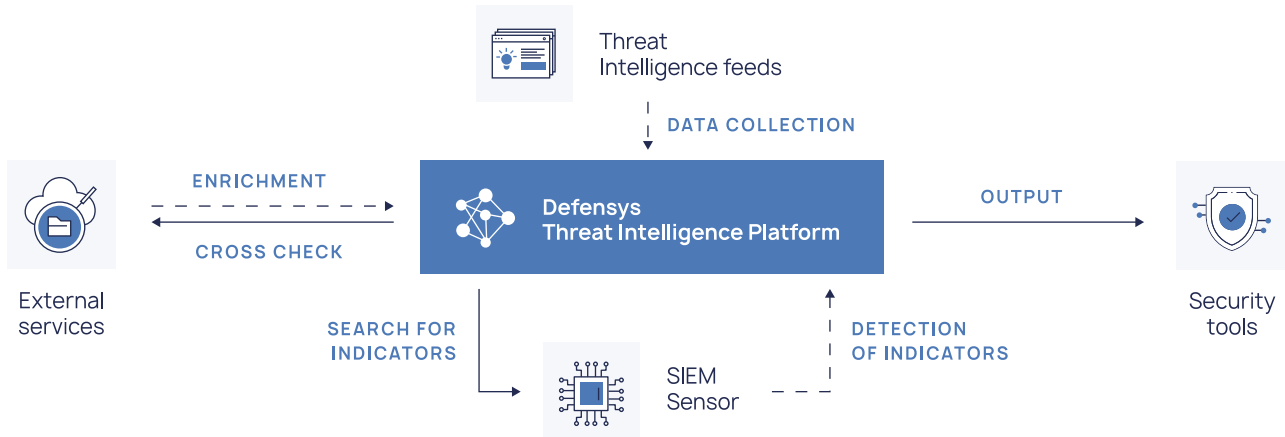 Threat
Intelligence feeds
DATA COLLECTION
ENRICHMENT
CROSS CHECK
External
services
Defensys
Threat Intelligence Platform
OUTPUT
Security
tools
SEARCH FOR
INDICATORS
SIEM
Sensor
DETECTION
OF INDICATORS